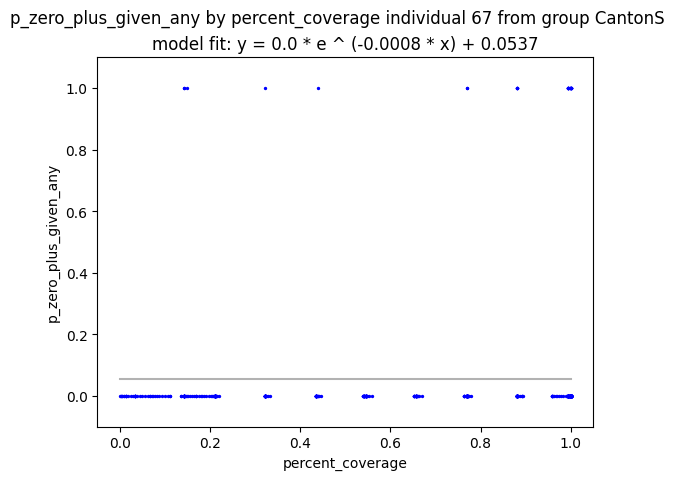 p_zero_plus_given_any by percent_coverage individual 67 from group CantonS
model fit: y = 0.0 * e ^ (-0.0008 * x) + 0.0537
1.0
0.8
0.6
0.4
0.2
0.0
p_zero_plus_given_any
0.0 0.2 0.4 0.6 0.8 1.0
percent_coverage